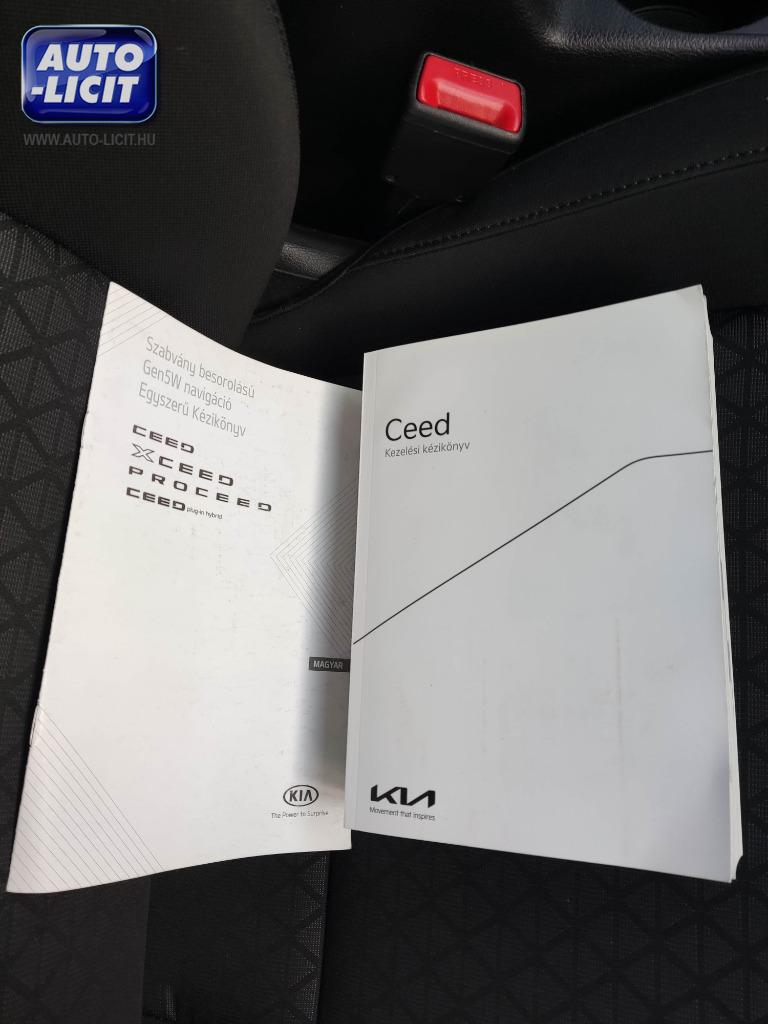 AUTO
-LICIT
WWW.AUTO-LICIT.HU
PRESS
Szabvány besorolású
Gen5W navigáció
Egyszerű Kézikönyv
CEED
XCEED
PROCEED
CEED plug-in hybrid
MAGYAR
KIA
The Power to Surprise
Ceed
Kezelési kézikönyv
KIA
Movement that inspires